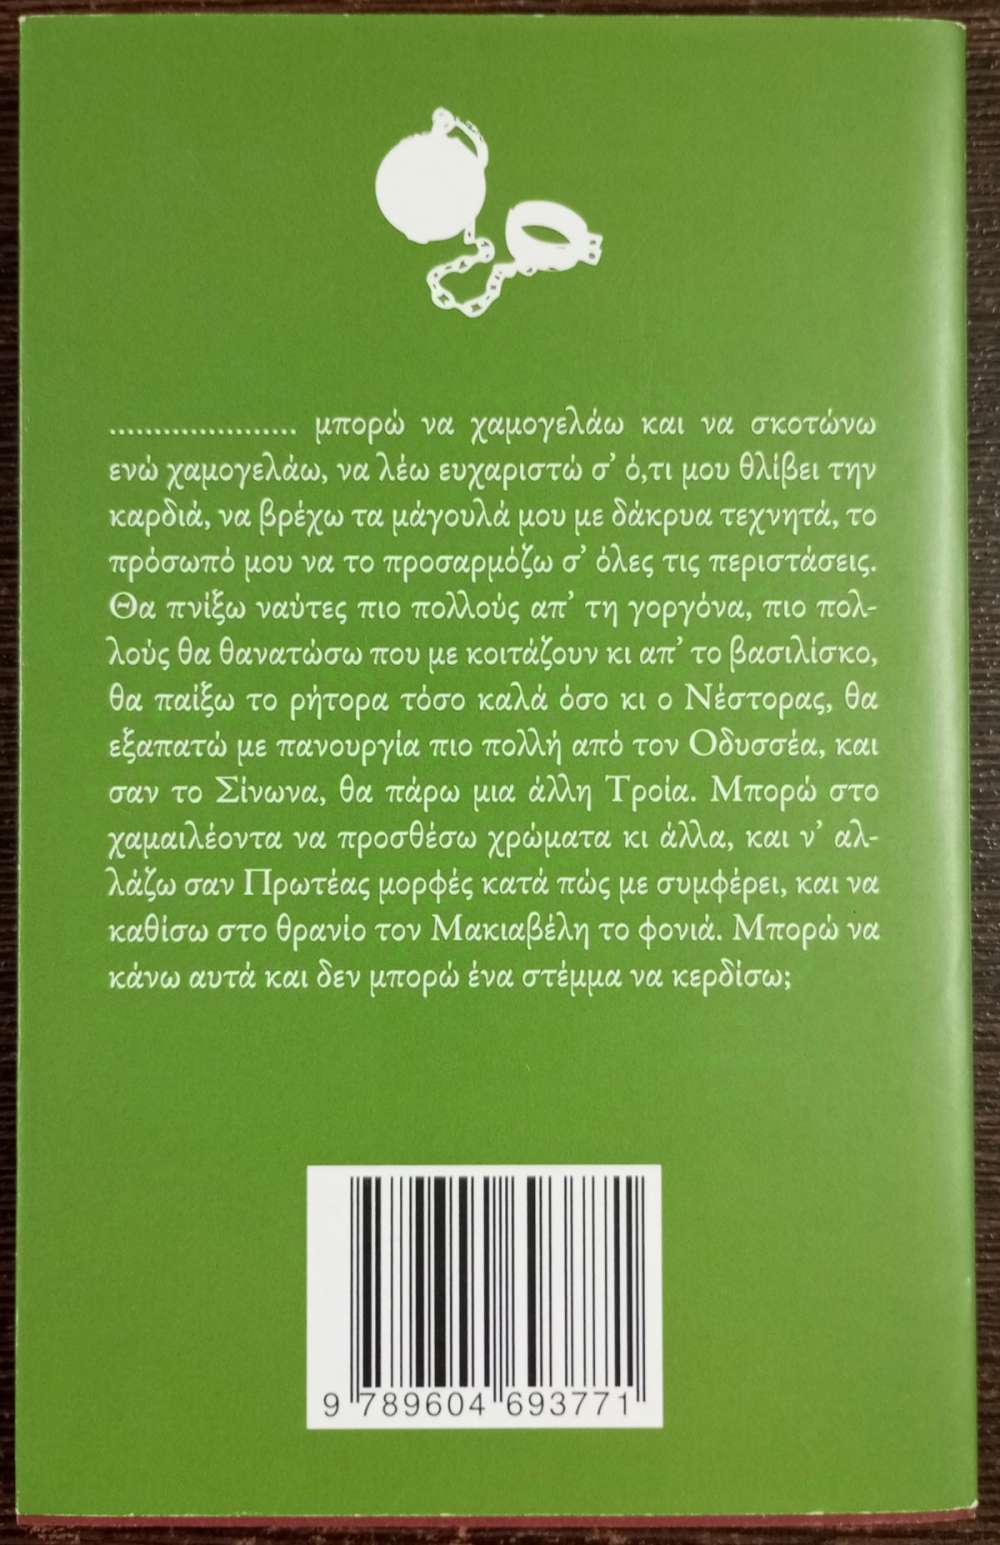 ..................... μπορώ να χαμογελάω και να σκοτώνω
ενώ χαμογελάω, να λέω ευχαριστώ σ’ ό,τι μου θλίβει την
καρδιά, να βρέχω τα μάγουλά μου με δάκρυα τεχνητά, το
πρόσωπό μου να το προσαρμόζω σ’ όλες τις περιστάσεις.
Θα πνίξω ναύτες πιο πολλούς απ’ τη γοργόνα, πιο πολ-
λούς θα θανατώσω που με κοιτάζουν κι απ’ το βασιλίσκο,
θα παίξω το ρήτορα τόσο καλά όσο κι ο Νέστορας, θα
εξαπατώ με πανουργία πιο πολλή από τον Οδυσσέα, και
σαν το Σίνωνα, θα πάρω μια άλλη Τροία. Μπορώ στο
χαμαιλέοντα να προσθέσω χρώματα κι άλλα, και ν’ αλ-
λάζω σαν Πρωτέας μορφές κατά πώς με συμφέρει, και να
καθίσω στο θρανίο τον Μακιαβέλη το φονιά. Μπορώ να
κάνω αυτά και δεν μπορώ ένα στέμμα να κερδίσω;
9 789604 693771